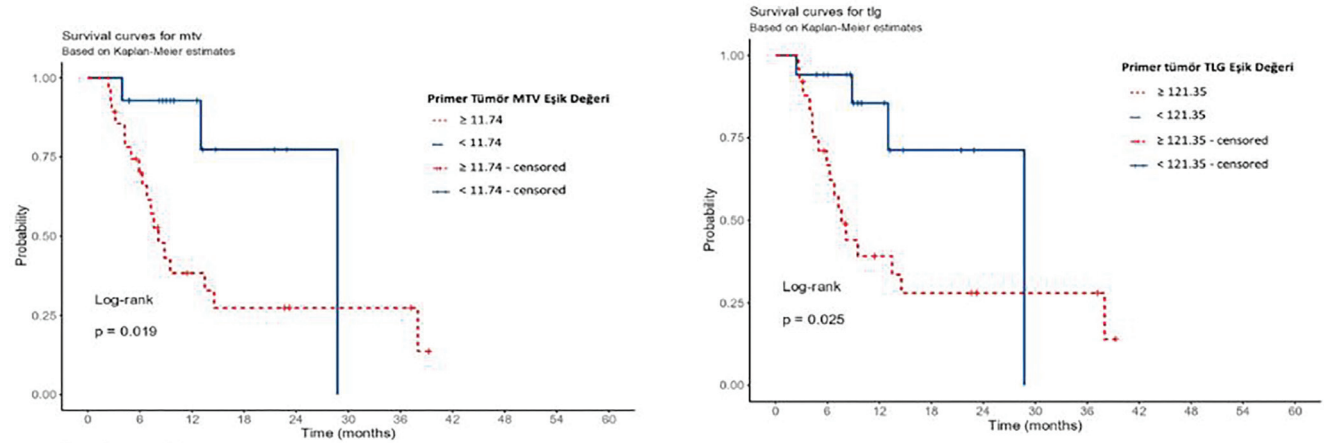 Survival curves for mtv
Based on Kaplan-Meier estimates
1.00
0.75
0.50
0.25
0.00
Probability
Log-rank
p = 0.019
Primer Tümör MTV Eşik Değeri
≥ 11.74
< 11.74
≥ 11.74 - censored
< 11.74 - censored
0 6 12 18 24 30 36 42 48 54 60
Time (months)
Survival curves for tlg
Based on Kaplan-Meier estimates
1.00
0.75
0.50
0.25
0.00
Probability
Log-rank
p = 0.025
Primer tümör TLG Eşik Değeri
≥ 121.35
< 121.35
≥ 121.35 - censored
< 121.35 - censored
0 6 12 18 24 30 36 42 48 54 60
Time (months)